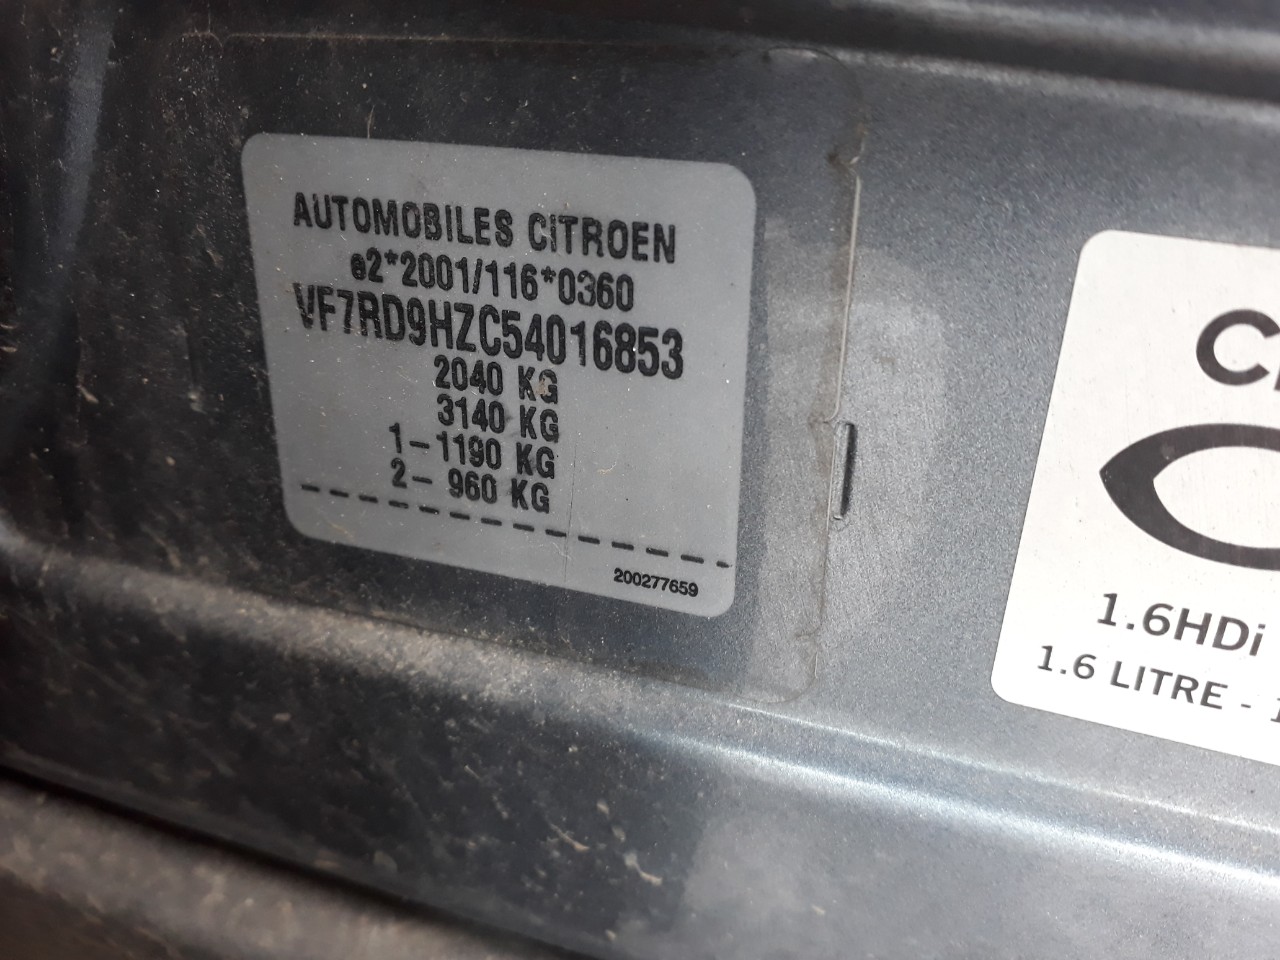 AUTOMOBILES CITROEN
e2*2001/116*0360
VF7RD9HZC54016853
2040 KG
3140 KG
1-1190 KG
2- 960 KG
200277659
1.6HDi
1.6 LITRE -